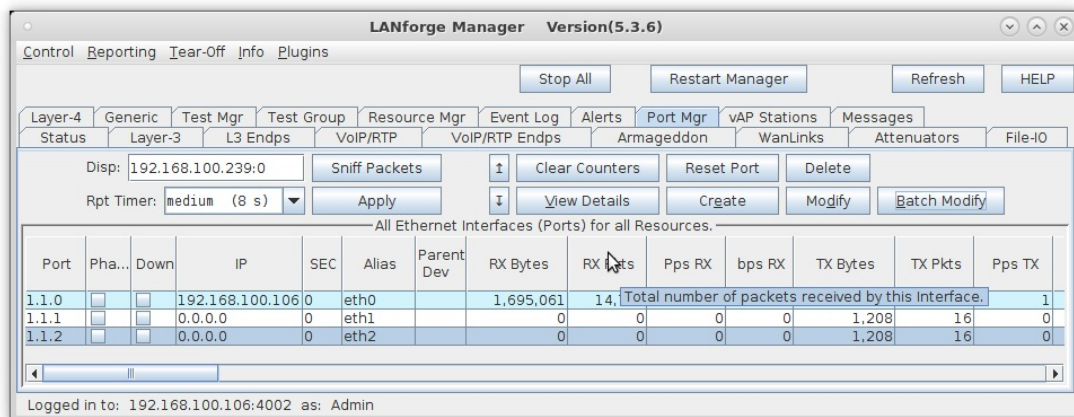 LANforge Manager Version(5.3.6)
Control Reporting Tear-Off Info Plugins
Stop All Restart Manager Refresh HELP
Layer-4 Generic Test Mgr Test Group Resource Mgr Event Log Alerts Port Mgr vAP Stations Messages
Status Layer-3 L3 Endps VoIP/RTP VoIP/RTP Endps Armageddon WanLinks Attenuators File-IO
Disp: 192.168.100.239:0 Sniff Packets Clear Counters Reset Port Delete
Rpt Timer: medium (8 s) Apply View Details Create Modify Batch Modify
All Ethernet Interfaces (Ports) for all Resources.
Port Pha... Down IP SEC Alias Parent Dev RX Bytes RX Pps RX bps RX TX Bytes TX Pkts Pps TX
1.1.0 192.168.100.106 0 eth0 1,695,061 14, 1
Total number of packets received by this Interface.
1.1.1 0.0.0.0 0 eth1 0 0 0 0 1,208 16 0
1.1.2 0.0.0.0 0 eth2 0 0 0 0 1,208 16 0
Logged in to: 192.168.100.106:4002 as: Admin